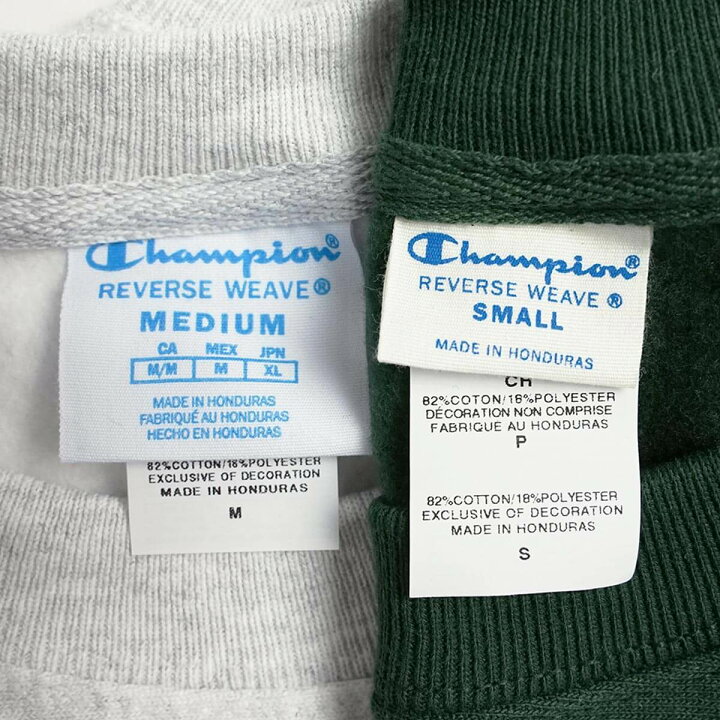 Champion®
REVERSE WEAVE®
MEDIUM
CA MEX JPN
M/M M XL
MADE IN HONDURAS
FABRIQUÉ AU HONDURAS
HECHO EN HONDURAS
82%COTTON/18%POLYESTER
EXCLUSIVE OF DECORATION
MADE IN HONDURAS
M
Champion®
REVERSE WEAVE®
SMALL
MADE IN HONDURAS
CH
82%COTON/18%POLYESTER
DÉCORATION NON COMPRISE
FABRIQUE AU HONDURAS
P
82%COTTON/18%POLYESTER
EXCLUSIVE OF DECORATION
MADE IN HONDURAS
S